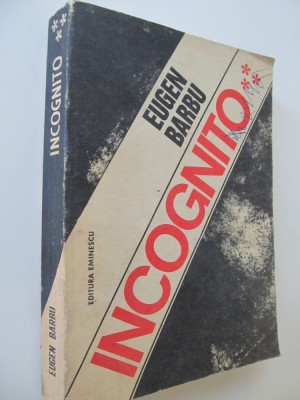 INCOGNITO ***
EUGEN BARBU
EUGEN
BARBU
INCOGNITO ***
EDITURA EMINESCU